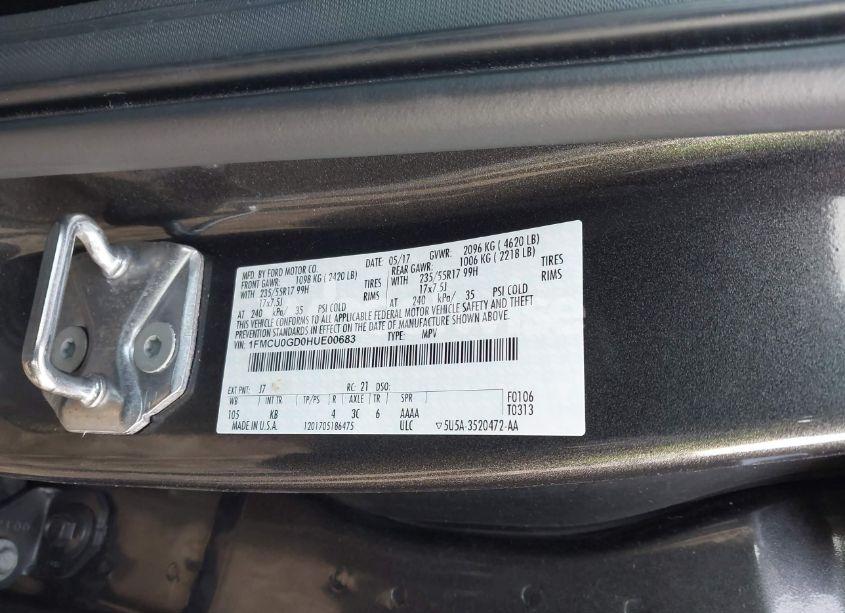 MFD. BY FORD MOTOR CO. DATE: 05/17 GVWR: 2096 KG ( 4620 LB)
FRONT GAWR: 1098 KG ( 2420 LB) REAR GAWR: 1006 KG ( 2218 LB)
WITH 235/55R17 99H TIRES WITH 235/55R17 99H TIRES
17x7.5J RIMS 17x7.5J RIMS
AT 240 kPa/ 35 PSI COLD AT 240 kPa/ 35 PSI COLD
THIS VEHICLE CONFORMS TO ALL APPLICABLE FEDERAL MOTOR VEHICLE SAFETY AND THEFT
PREVENTION STANDARDS IN EFFECT ON THE DATE OF MANUFACTURE SHOWN ABOVE.
VIN: 1FMCU0GD0HUE00683 TYPE: MPV
EXT PNT: J7 RC: 21 DSO:
WB TP/PS R AXLE TR SPR F0106
105 KB 4 3C 6 AAAA T0313
MADE IN U.S.A. 1201705186475 ULC ▽5U5A-3520472-AA